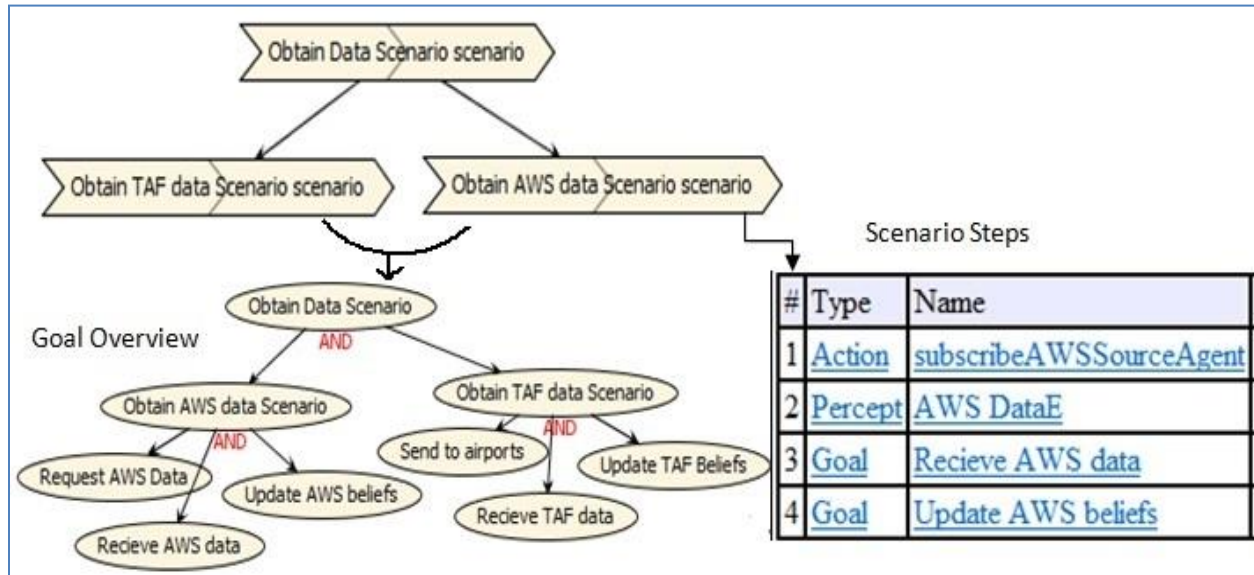 Obtain Data Scenario scenario
Obtain TAF data Scenario scenario
Obtain AWS data Scenario scenario
Scenario Steps
Goal Overview
Obtain Data Scenario
AND
Obtain AWS data Scenario
AND
Request AWS Data
Update AWS beliefs
Recieve AWS data
Obtain TAF data Scenario
AND
Send to airports
Update TAF Beliefs
Recieve TAF data
# Type Name
1 Action subscribeAWSSourceAgent
2 Percept AWS DataE
3 Goal Recieve AWS data
4 Goal Update AWS beliefs